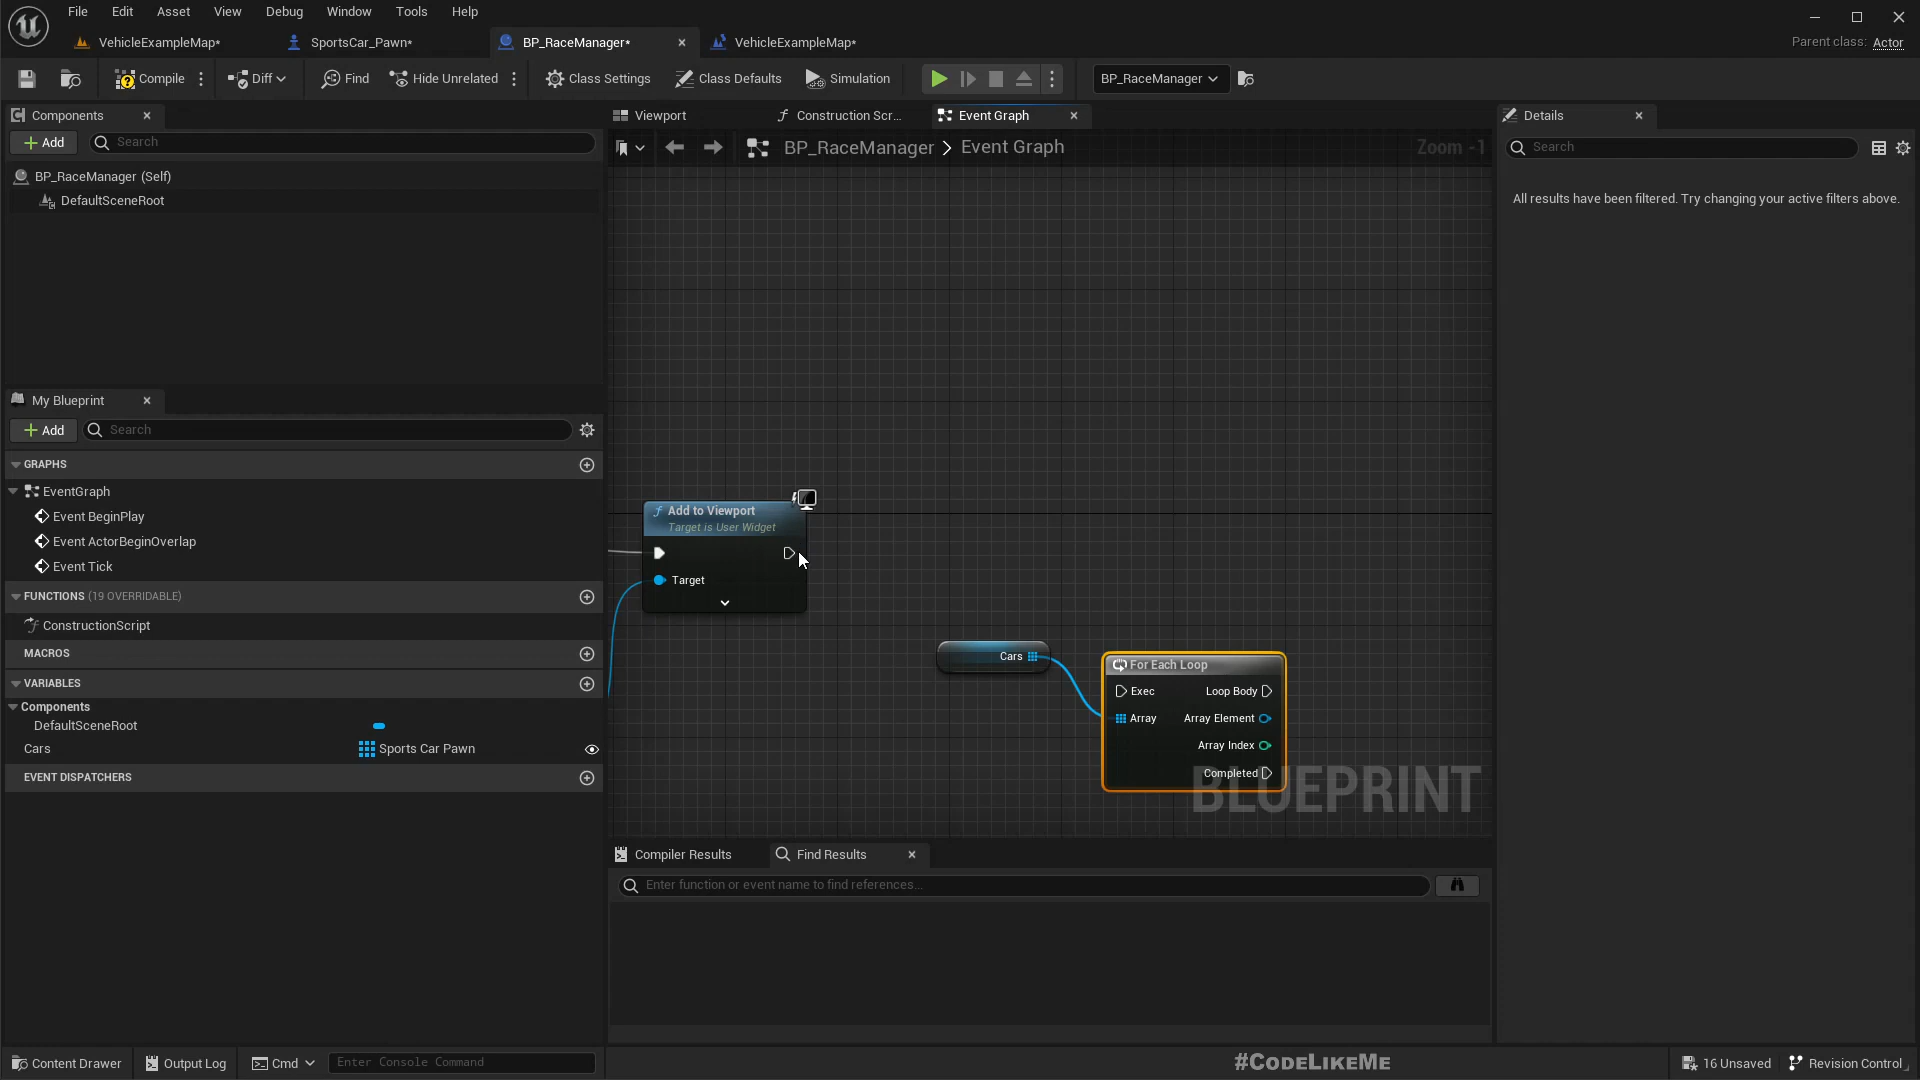 File Edit Asset View Debug Window Tools Help
VehicleExampleMap* SportsCar_Pawn* BP_RaceManager* VehicleExampleMap*
Parent class: Actor
Compile Diff Find Hide Unrelated Class Settings Class Defaults Simulation BP_RaceManager
Components
Add Search
BP_RaceManager (Self)
DefaultSceneRoot
My Blueprint
Add Search
GRAPHS
EventGraph
Event BeginPlay
Event ActorBeginOverlap
Event Tick
FUNCTIONS (19 OVERRIDABLE)
ConstructionScript
MACROS
VARIABLES
Components
DefaultSceneRoot
Cars Sports Car Pawn
EVENT DISPATCHERS
Viewport Construction Scr... Event Graph
BP_RaceManager > Event Graph Zoom -1
Add to Viewport
Target is User Widget
Target
Cars
For Each Loop
Exec Loop Body
Array Array Element
Array Index
Completed
BLUEPRINT
Compiler Results Find Results
Enter function or event name to find references...
Details
Search
All results have been filtered. Try changing your active filters above.
Content Drawer Output Log Cmd Enter Console Command
#CODELIKEME
16 Unsaved Revision Control